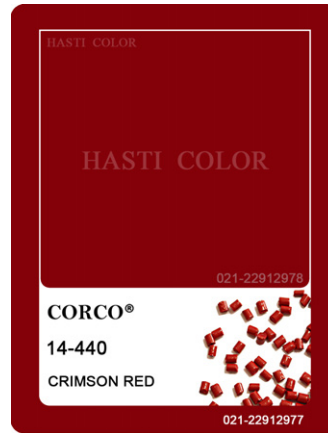 HASTI COLOR
HASTI COLOR
021-22912978
CORCO®
14-440
CRIMSON RED
021-22912977